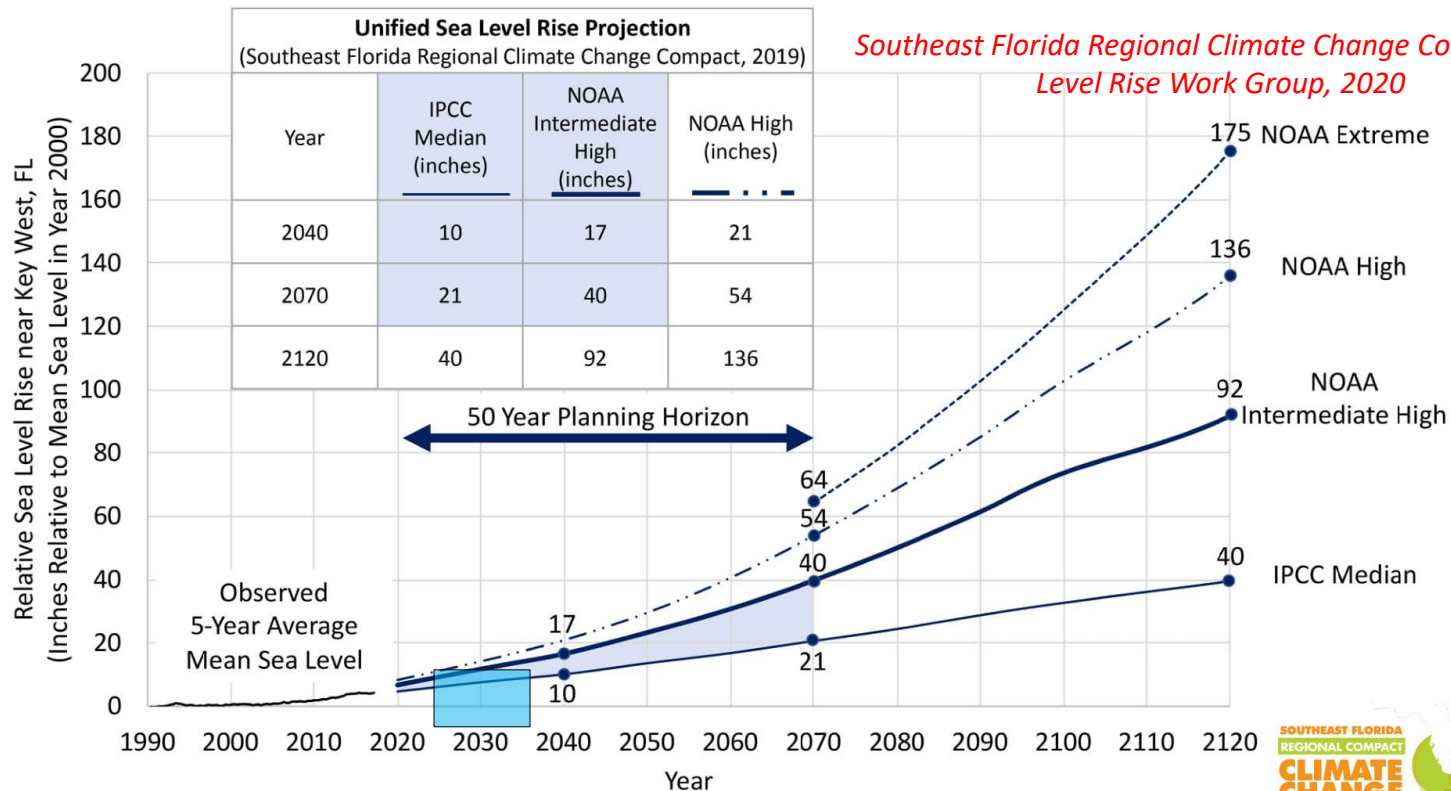 Unified Sea Level Rise Projection
(Southeast Florida Regional Climate Change Compact, 2019)
Year
IPCC
Median
(inches)
NOAA
Intermediate
High
(inches)
NOAA High
(inches)
2040 10 17 21
2070 21 40 54
2120 40 92 136
Southeast Florida Regional Climate Change Co
Level Rise Work Group, 2020
Relative Sea Level Rise near Key West, FL
(Inches Relative to Mean Sea Level in Year 2000)
200
180
160
140
120
100
80
60
40
20
0
175 NOAA Extreme
136 NOAA High
92 NOAA
Intermediate High
40 IPCC Median
50 Year Planning Horizon
64
54
40
21
17
10
Observed
5-Year Average
Mean Sea Level
1990 2000 2010 2020 2030 2040 2050 2060 2070 2080 2090 2100 2110 2120
Year
SOUTHEAST FLORIDA
REGIONAL COMPACT
CLIMATE
CHANGE